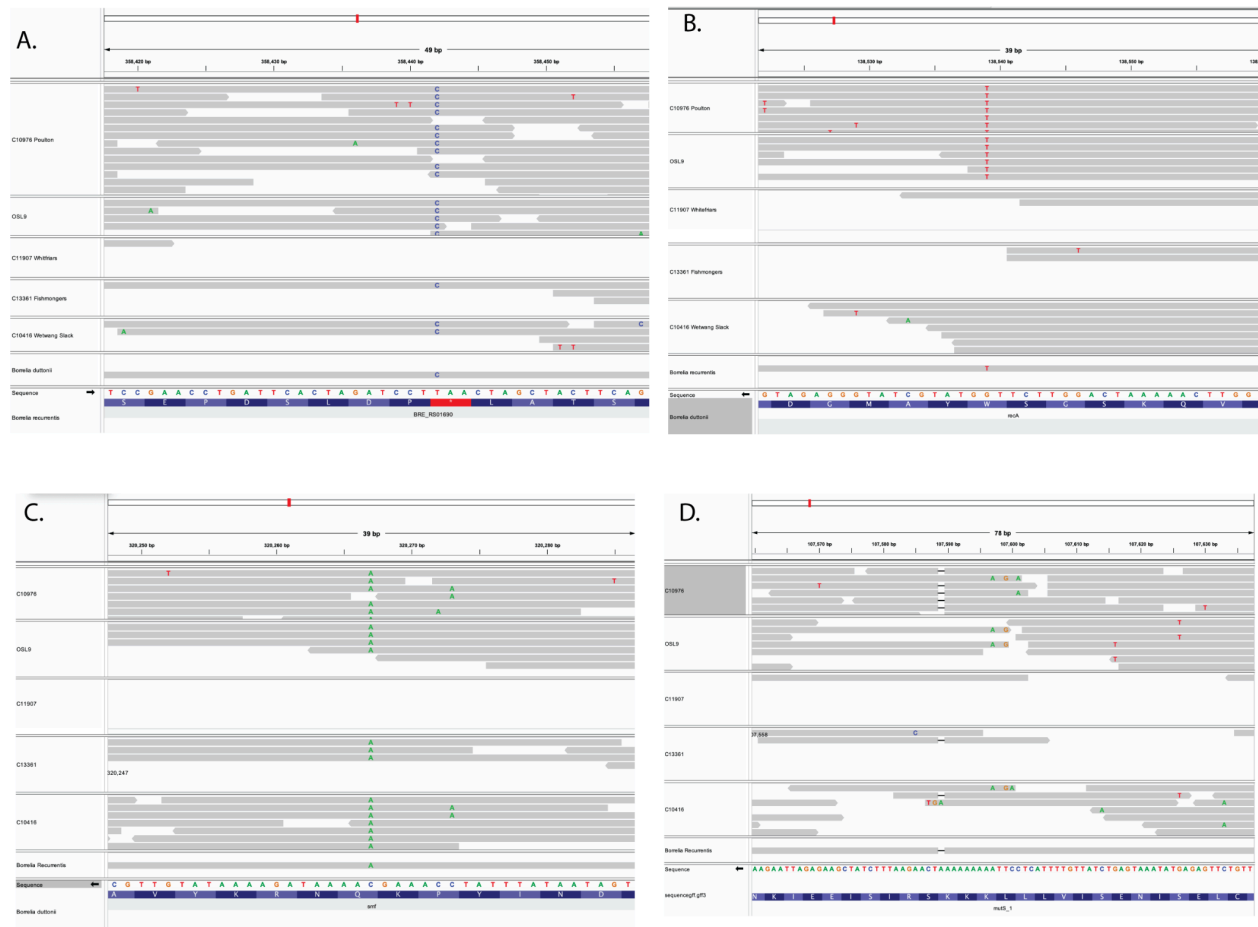 A.
49 bp
358,420 bp 358,430 bp 358,440 bp 358,450 bp
T C
T
T T C
C
C
C
C10976 Poulton
C
A C
C
C
C
C
C
OSL9
A C
C
C
C A
C11907 Whitfriars
C13361 Fishmongers
C
C10416 Wetwang Slack
C C
A C
T T
Borrelia duttonii
C
Sequence
T C C G A A C C T G A T T C A C T A G A T C C T T A A C T A G C T A C T T C A G
S E P D S L D P * L A T S
Borrelia recurrentis
BRE_RS01890
B.
39 bp
138,530 bp 138,540 bp 138,550 bp
C10976 Poulton
T
T
T T
T T
T
T T
OSL9
T
T
T
T
T
T
C11907 Whitefriars
C13361 Fishmongers
T
C10416 Wetwang Slack
T
A
Borrelia recurrentis
T
Sequence
G T A G A G G G T A T C G T A T G G T T C T T G G A C T A A A A A C T T G G
D G M A Y W S G S K Q V
Borrelia duttonii
recA
C.
39 bp
320,250 bp 320,260 bp 320,270 bp 320,280 bp
C10976
T A
A T
A A
A A
A
A A
OSL9
A
A
A
A
C11907
C13361
A
A
A
320,247
C10416
A
A A
A A
A
A
A
Borrelia Recurrentis
A
Sequence
C G T T G T A T A A A A G A T A A A A C G A A A C C T A T T T A T A A T A G T
A V Y K R N Q K P Y I N D
Borrelia duttonii
smf
D.
78 bp
107,570 bp 107,580 bp 107,590 bp 107,600 bp 107,610 bp 107,620 bp 107,630 bp
C10976
A G A
T
A
T
OSL9
T
A G
T
A G T
T
C11907
C13361
C
C10416
A G A
T
T G A A
A
A
Borrelia Recurrentis
Sequence
AAGAATTAGAGAAGCTATCTTTAAGAACTAAAAAAAAAATTCCTCATTTTGTTATCTGAGTAAATATGAGAGTTCTGTT
N K I E E I S I R S K K K L L L V I S E N I S E L C
sequencegff.gff3
mutS_1